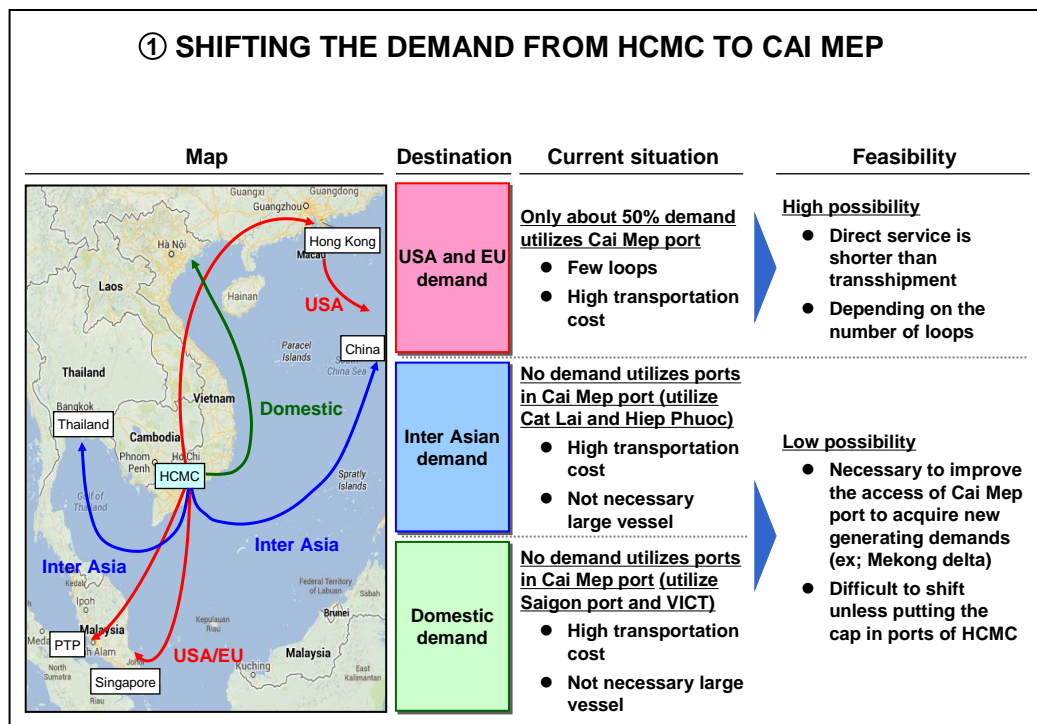 ① SHIFTING THE DEMAND FROM HCMC TO CAI MEP
Map
Destination
Current situation
Feasibility
Guangxi
Guangdong
Guangzhou
Hong Kong
Macau
Hà Nội
Laos
Hainan
USA
Paracel
Islands
China
South
China Sea
Thailand
Vietnam
Bangkok
Thailand
Domestic
Cambodia
Phnom
Penh
Ho Chi
HCMC
Gulf of
Thailand
Spratly
Islands
Inter Asia
Inter Asia
Kedah
Ipoh
Federal Territory
of Labuan
Brunei
Kepulauan
Riau
PTP
Malaysia
h Alam
Med
USA/EU
Johor
Singapore
North
Sumatra
Riau
Kuching
Malaysia
East
Kalimantan
USA and EU
demand
Only about 50% demand
utilizes Cai Mep port
● Few loops
● High transportation
cost
High possibility
● Direct service is
shorter than
transshipment
● Depending on the
number of loops
Inter Asian
demand
No demand utilizes ports
in Cai Mep port (utilize
Cat Lai and Hiep Phuoc)
● High transportation
cost
● Not necessary
large vessel
Domestic
demand
No demand utilizes ports
in Cai Mep port (utilize
Saigon port and VICT)
● High transportation
cost
● Not necessary large
vessel
Low possibility
● Necessary to improve
the access of Cai Mep
port to acquire new
generating demands
(ex; Mekong delta)
● Difficult to shift
unless putting the
cap in ports of HCMC